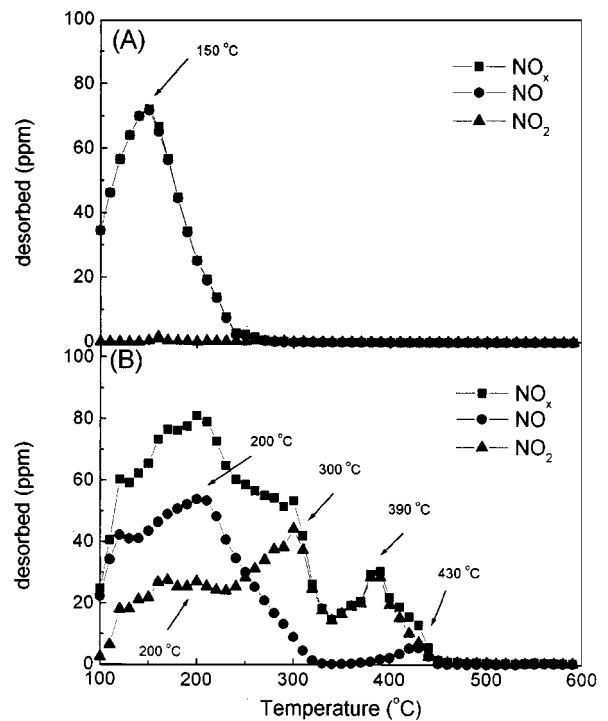 100
(A)
150 °C
NOx
NO
NO2
80
60
40
20
0
desorbed (ppm)
100
(B)
NOx
NO
NO2
80
200 °C
60
300 °C
390 °C
40
430 °C
20
200 °C
0
desorbed (ppm)
100 200 300 400 500 600
Temperature (°C)